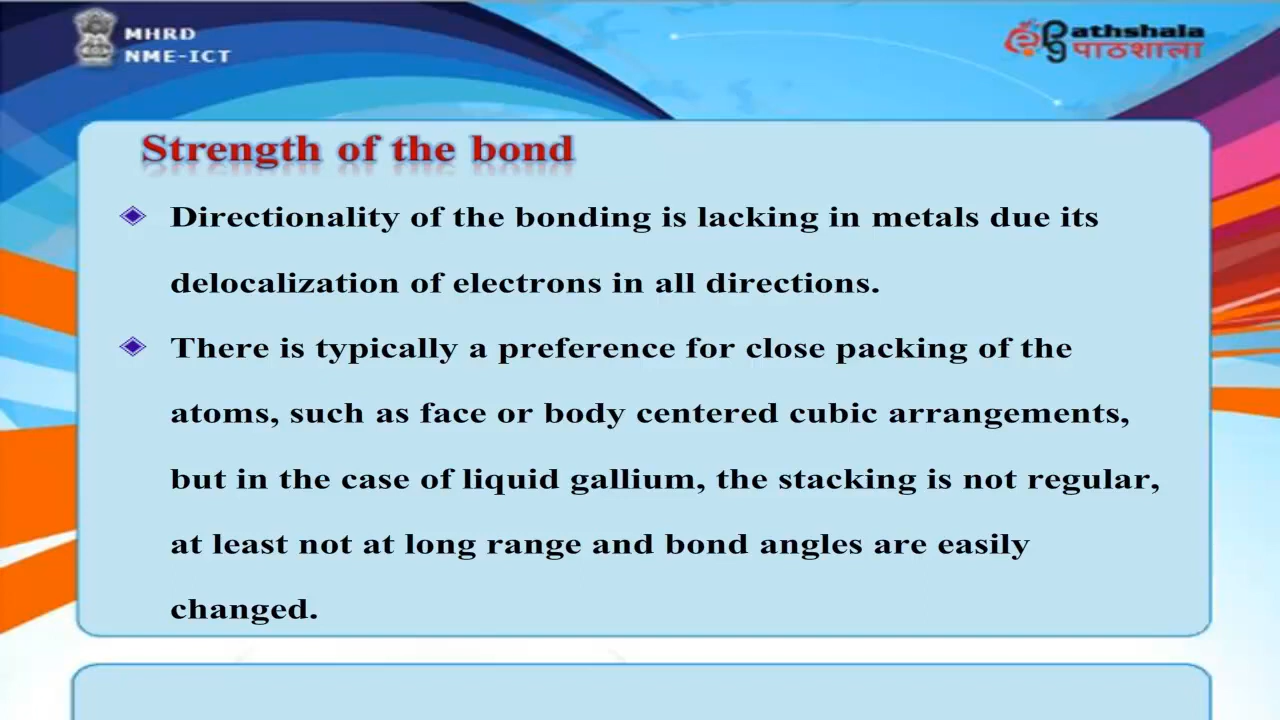 MHRD
NME-ICT
athshala
पाठशाला
Strength of the bond
Directionality of the bonding is lacking in metals due its
delocalization of electrons in all directions.
There is typically a preference for close packing of the
atoms, such as face or body centered cubic arrangements,
but in the case of liquid gallium, the stacking is not regular,
at least not at long range and bond angles are easily
changed.